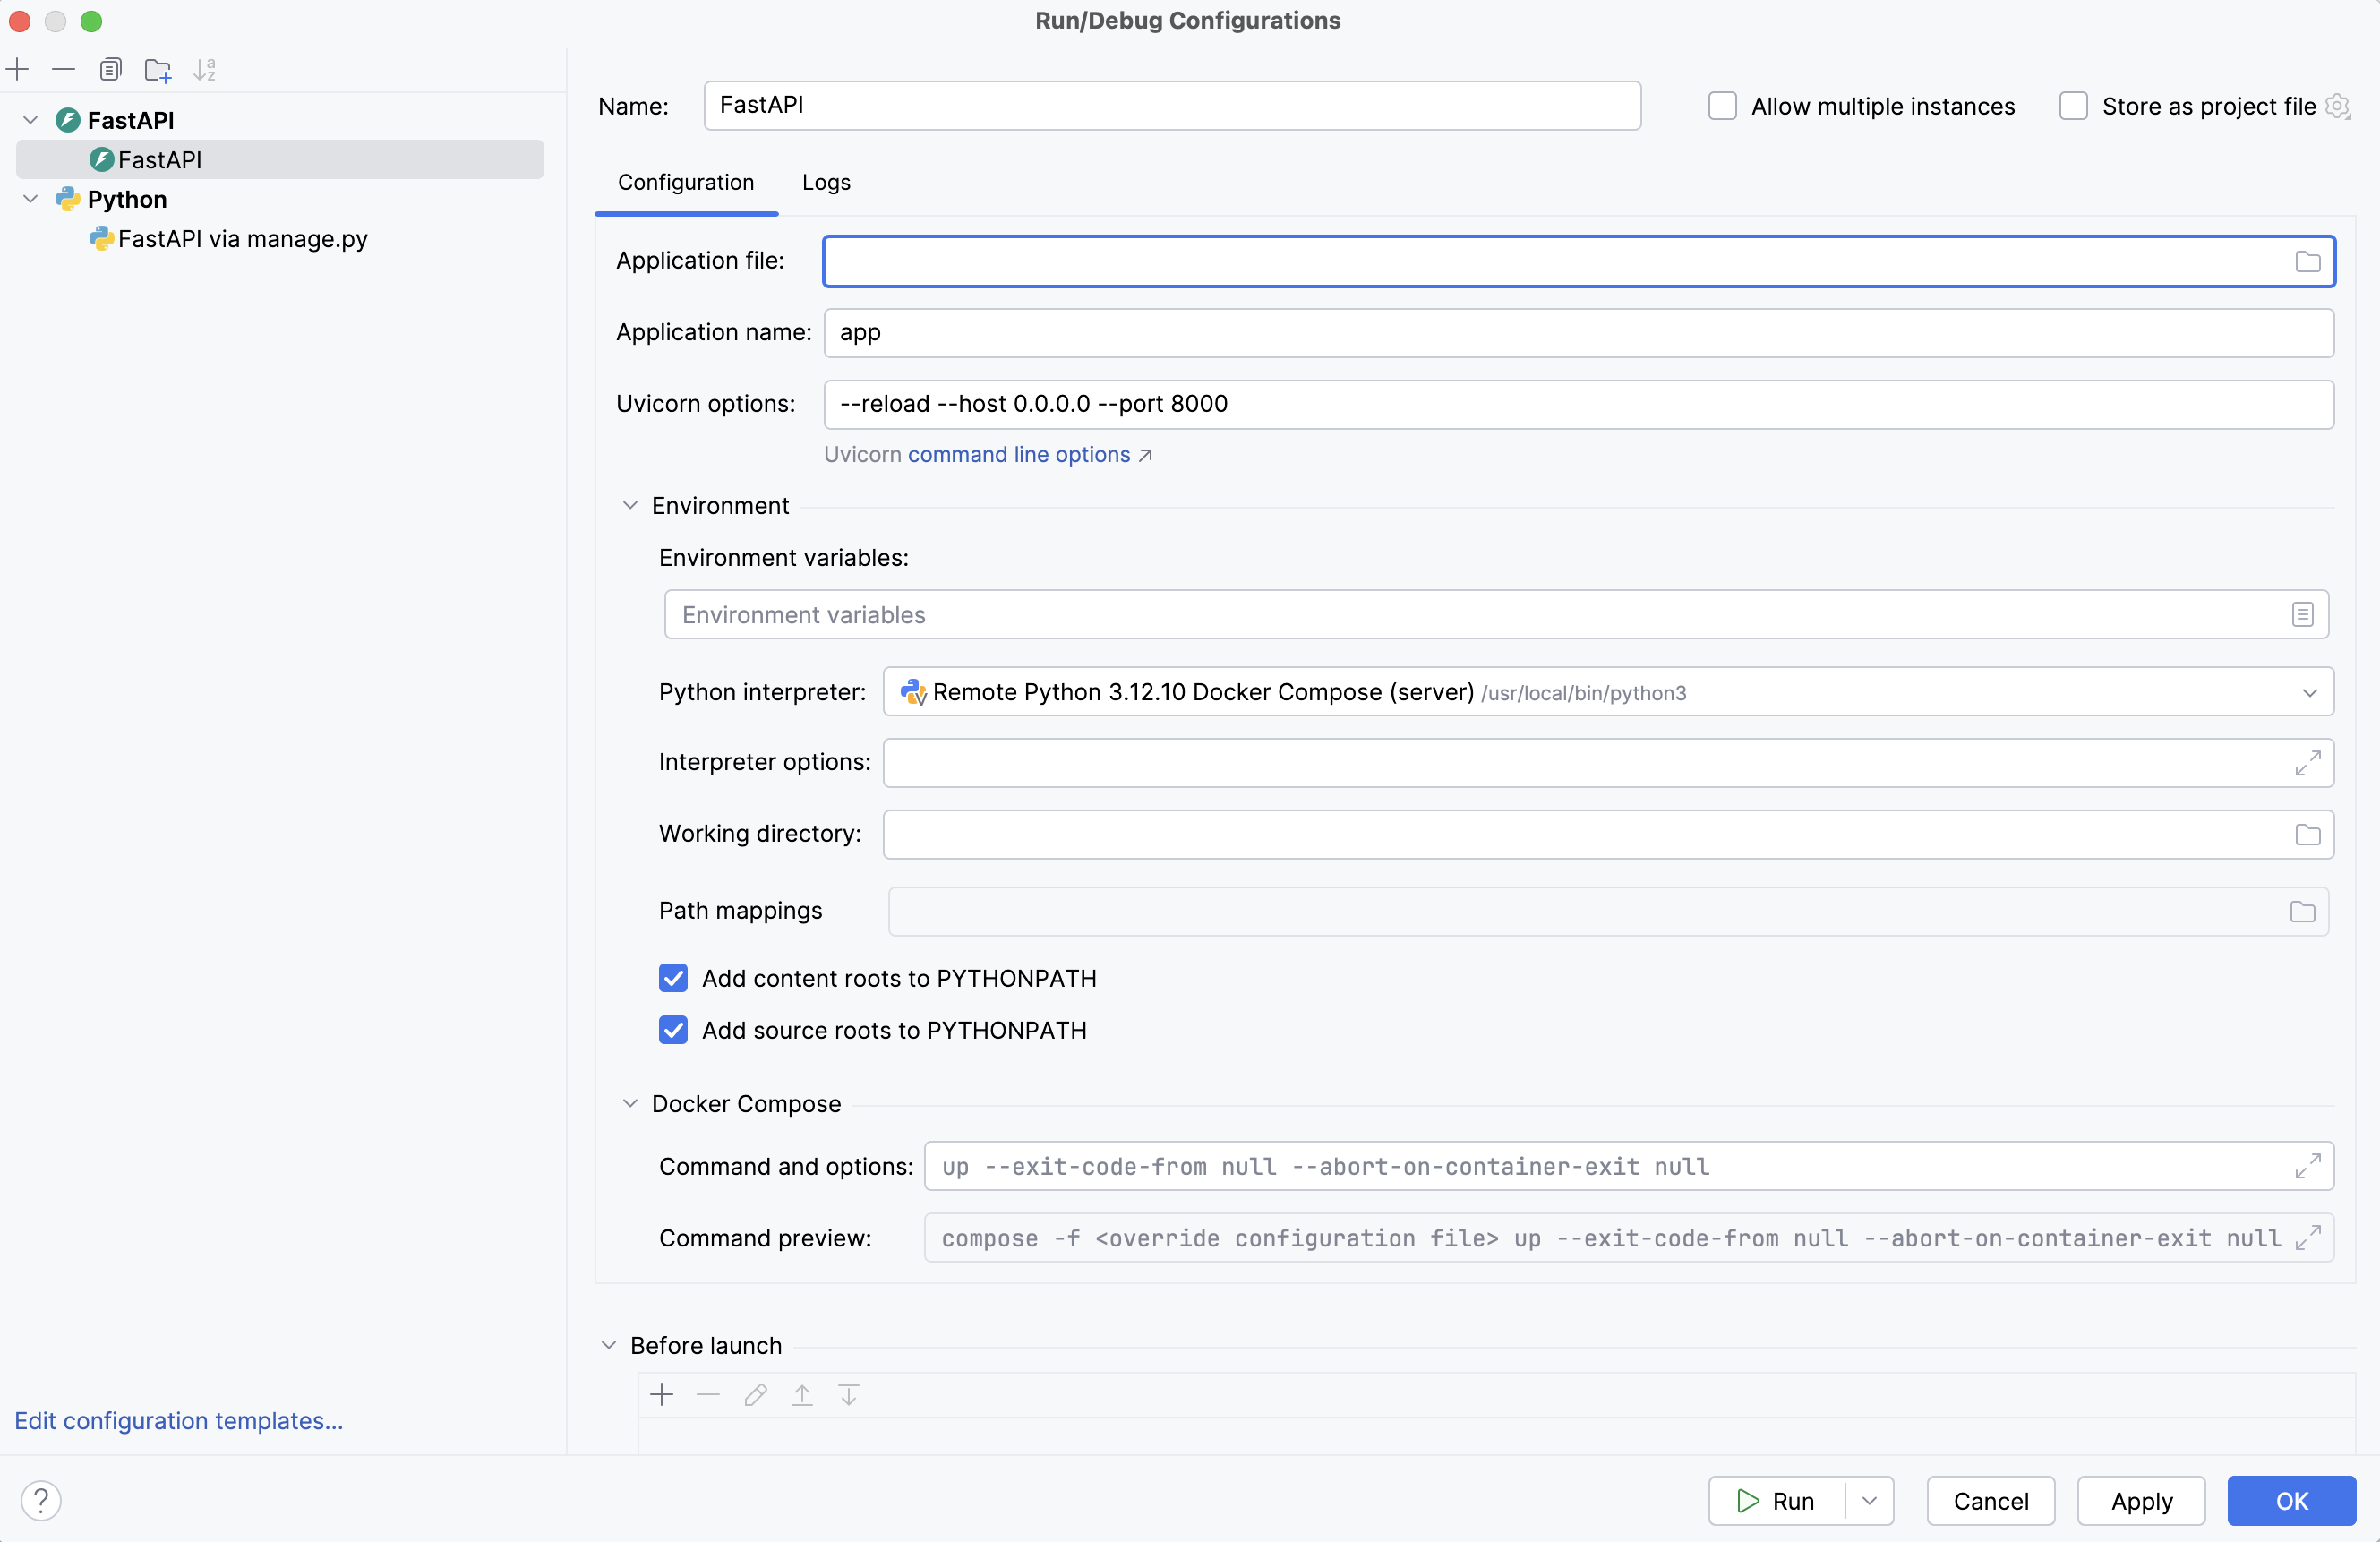 Run/Debug Configurations
FastAPI
FastAPI
Python
FastAPI via manage.py
Edit configuration templates...
Name: FastAPI
Allow multiple instances
Store as project file
Configuration Logs
Application file:
Application name: app
Uvicorn options: --reload --host 0.0.0.0 --port 8000
Uvicorn command line options ↗
Environment
Environment variables:
Environment variables
Python interpreter: Remote Python 3.12.10 Docker Compose (server) /usr/local/bin/python3
Interpreter options:
Working directory:
Path mappings
Add content roots to PYTHONPATH
Add source roots to PYTHONPATH
Docker Compose
Command and options: up --exit-code-from null --abort-on-container-exit null
Command preview: compose -f <override configuration file> up --exit-code-from null --abort-on-container-exit null
Before launch
? Run Cancel Apply OK